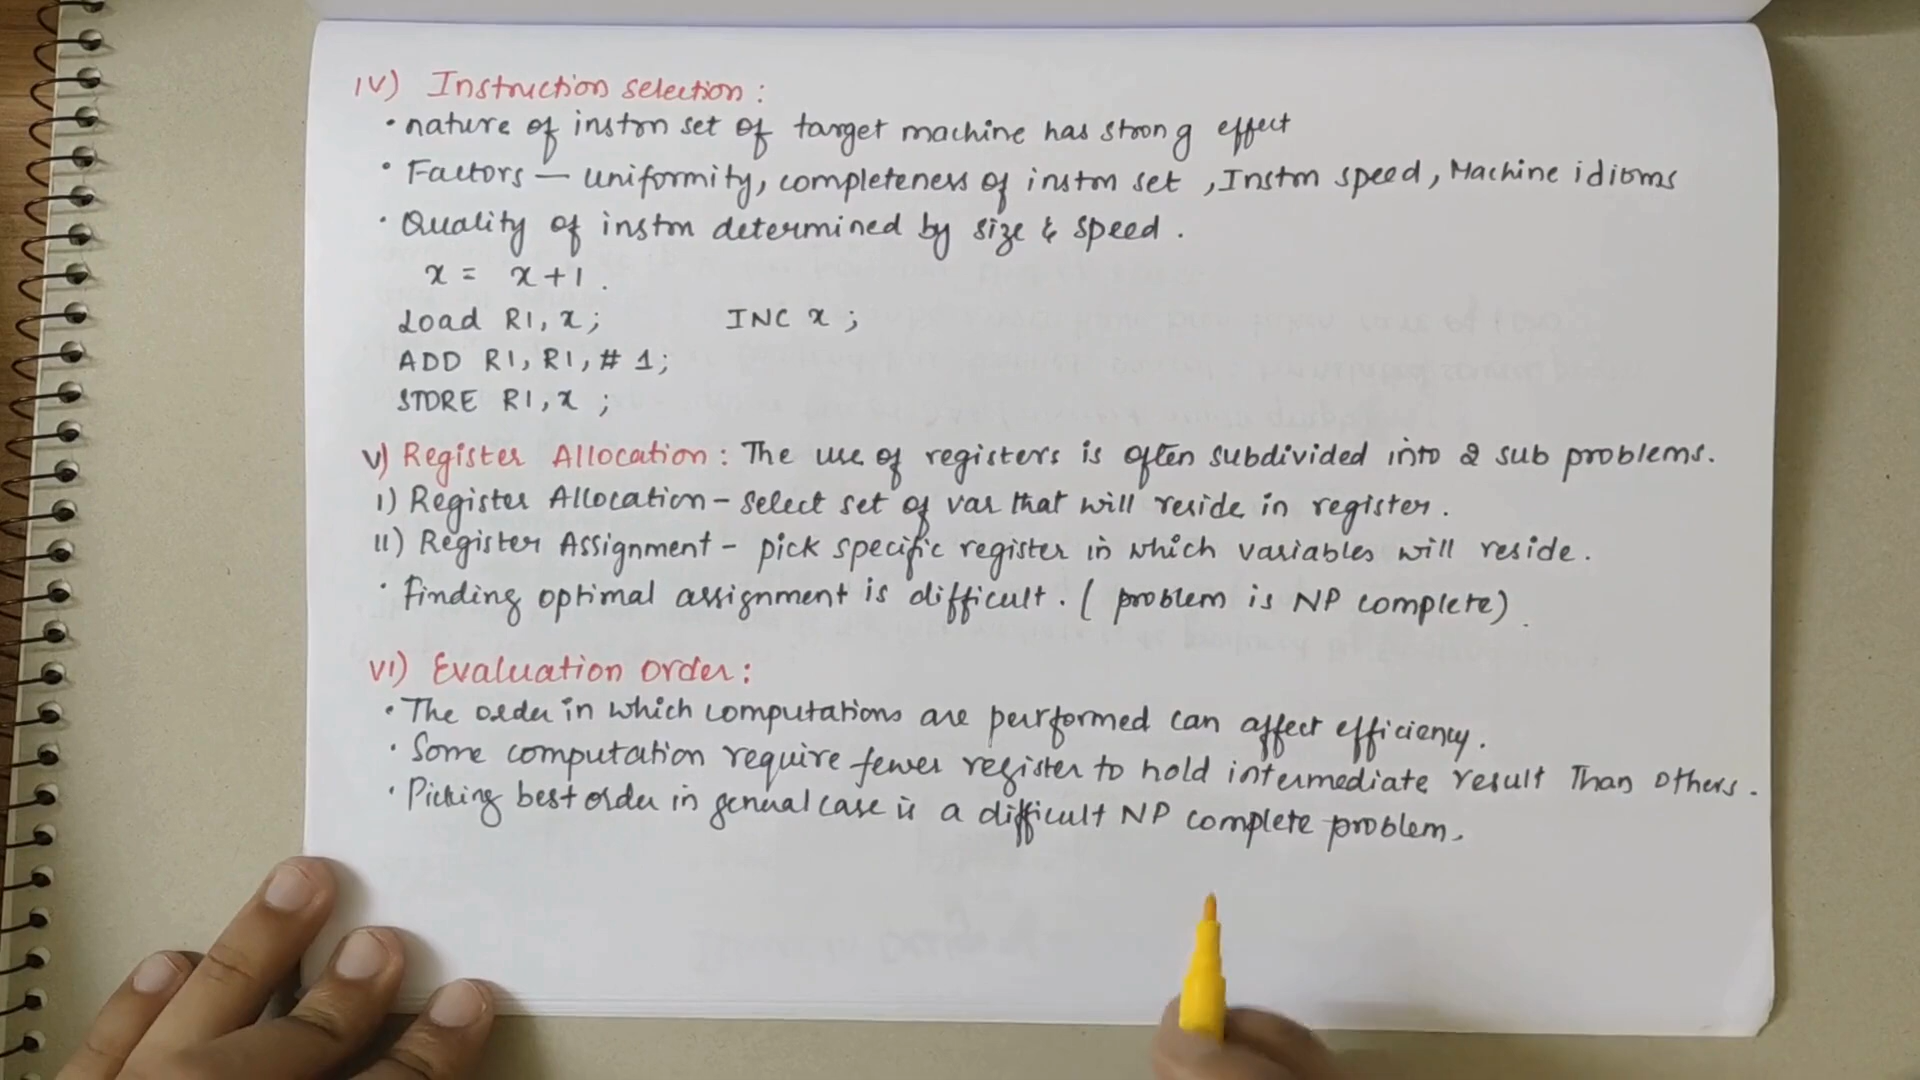 IV) Instruction selection :
• nature of instrn set of target machine has strong effect
• Factors — uniformity, completeness of instrn set , Instrn speed, Machine idioms
• Quality of instrn determined by size & speed .
x = x+1 .
Load R1, x ; INC x ;
ADD R1, R1, # 1;
STORE R1, x ;
V) Register Allocation : The use of registers is often subdivided into 2 sub problems.
I) Register Allocation – select set of var that will reside in register .
II) Register Assignment – pick specific register in which variables will reside .
• Finding optimal assignment is difficult . ( problem is NP complete) .
VI) Evaluation Order :
• The order in which computations are performed can affect efficiency .
• Some computation require fewer register to hold intermediate result Than others .
• Picking best order in general case is a difficult NP complete problem .